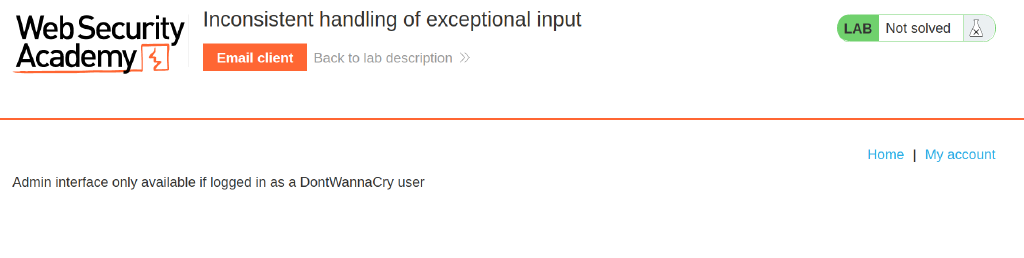 Web Security
Academy
Inconsistent handling of exceptional input
Email client
Back to lab description
LAB
Not solved
Home | My account
Admin interface only available if logged in as a DontWannaCry user